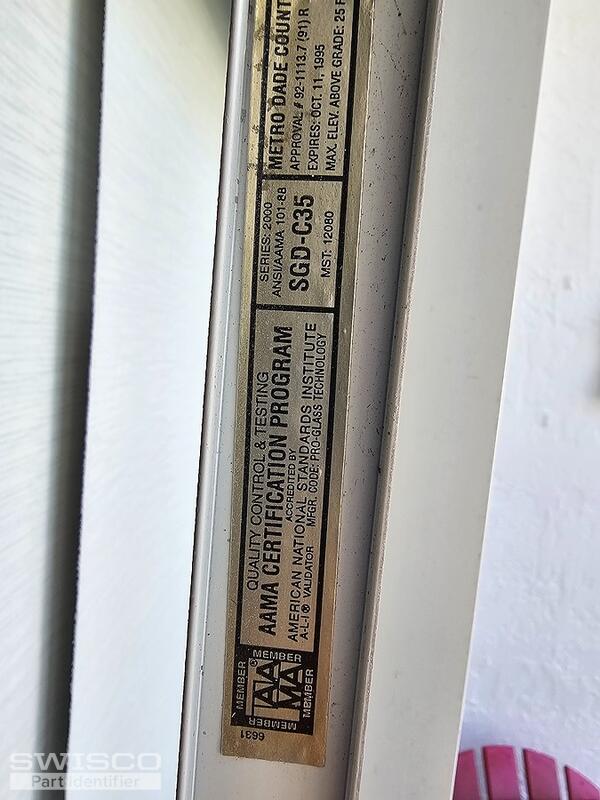 QUALITY CONTROL & TESTING
AAMA CERTIFICATION PROGRAM
ACCREDITED BY
AMERICAN NATIONAL STANDARDS INSTITUTE
A-L-I® VALIDATOR MFGR. CODE: PRO-GLASS TECHNOLOGY
SERIES: 2000
ANSI/AAMA 101-88
SGD-C35
MST: 12080
METRO DADE COUNT
APPROVAL # 92-1113.7 (91) R
EXPIRES: OCT. 11, 1995
MAX. ELEV. ABOVE GRADE: 25 F
MEMBER
MEMBER
AAMA®
MEMBER
MEMBER
6631
SWISCO
Part Identifier